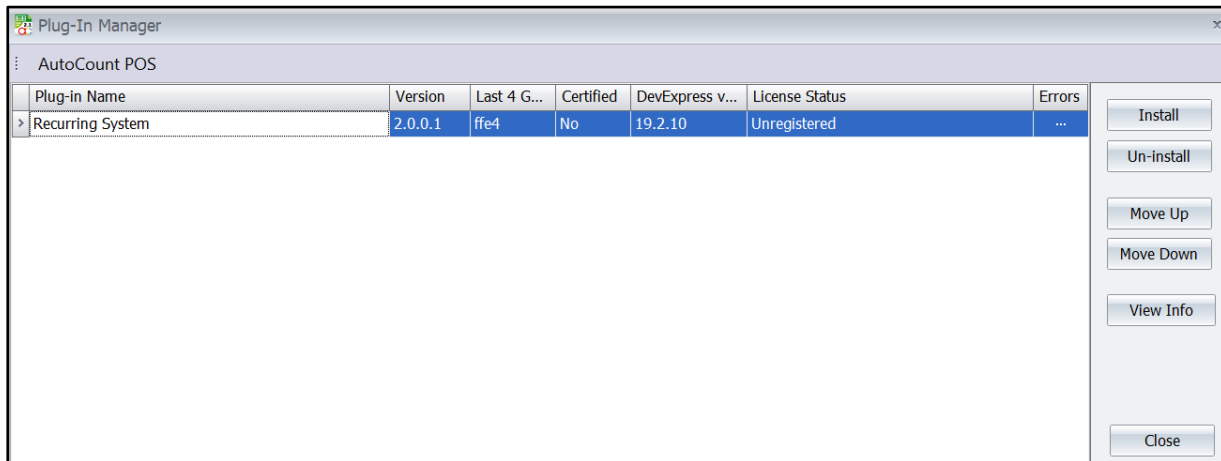 Plug-In Manager
AutoCount POS
Plug-in Name Version Last 4 G... Certified DevExpress v... License Status Errors
Recurring System 2.0.0.1 ffe4 No 19.2.10 Unregistered ...
Install
Un-install
Move Up
Move Down
View Info
Close